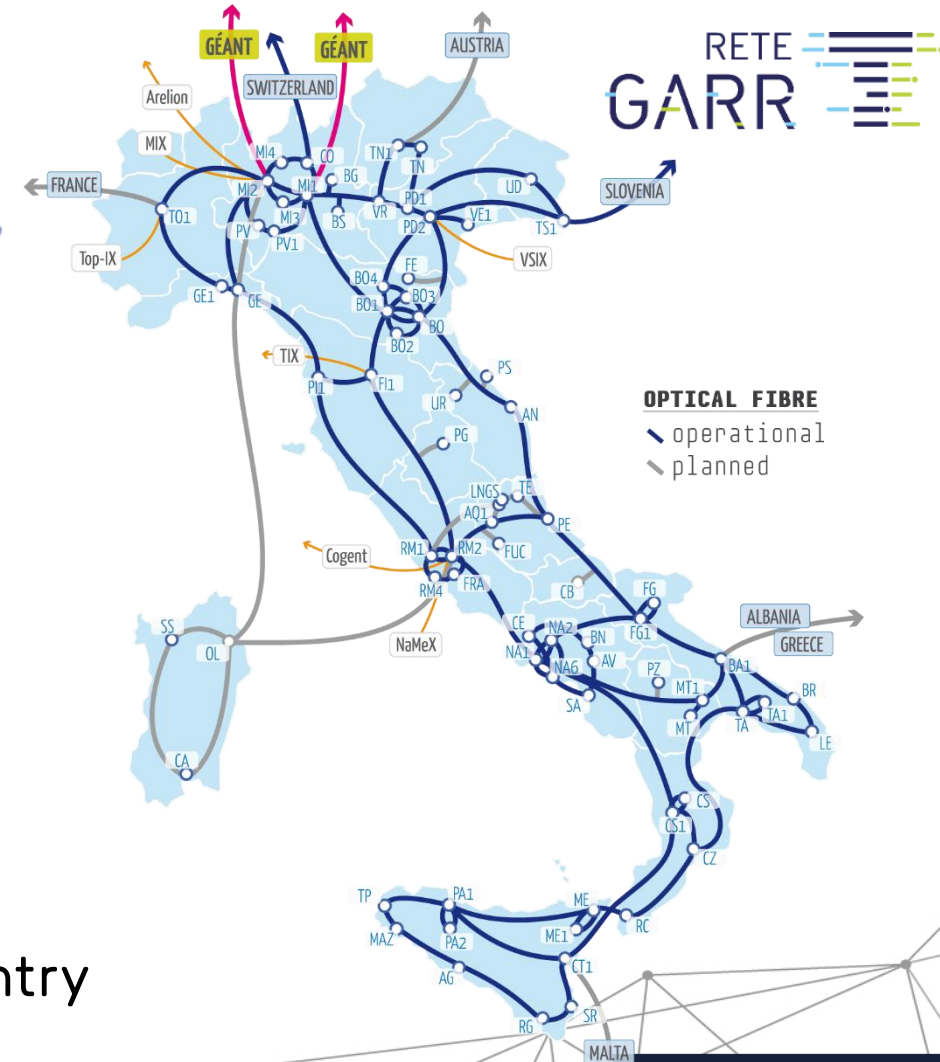 RETE
GARR
GÉANT
GÉANT
AUSTRIA
SWITZERLAND
Arelion
MIX
FRANCE
Top-IX
SLOVENIA
VSIX
TIX
Cogent
NaMeX
ALBANIA
GREECE
MALTA
MI4
CO
BG
TN1
TN
MI2
MI1
MI3
BS
VR
PD1
PD2
UD
VE1
TS1
TO1
PV
PV1
GE1
GE
FE
BO4
BO3
BO1
BO
BO2
PI1
FI1
PS
UR
AN
PG
LNGS
TE
AQ1
PE
FUC
RM1
RM2
RM4
FRA
CB
FG
FG1
CE
NA2
BN
NA1
NA6
AV
SA
PZ
MT1
MT
BA1
BR
TA
TA1
LE
SS
OL
CA
CS
CS1
CZ
RC
TP
PA1
ME
MAZ
PA2
ME1
AG
CT1
RG
SR
OPTICAL FIBRE
operational
planned
ntry